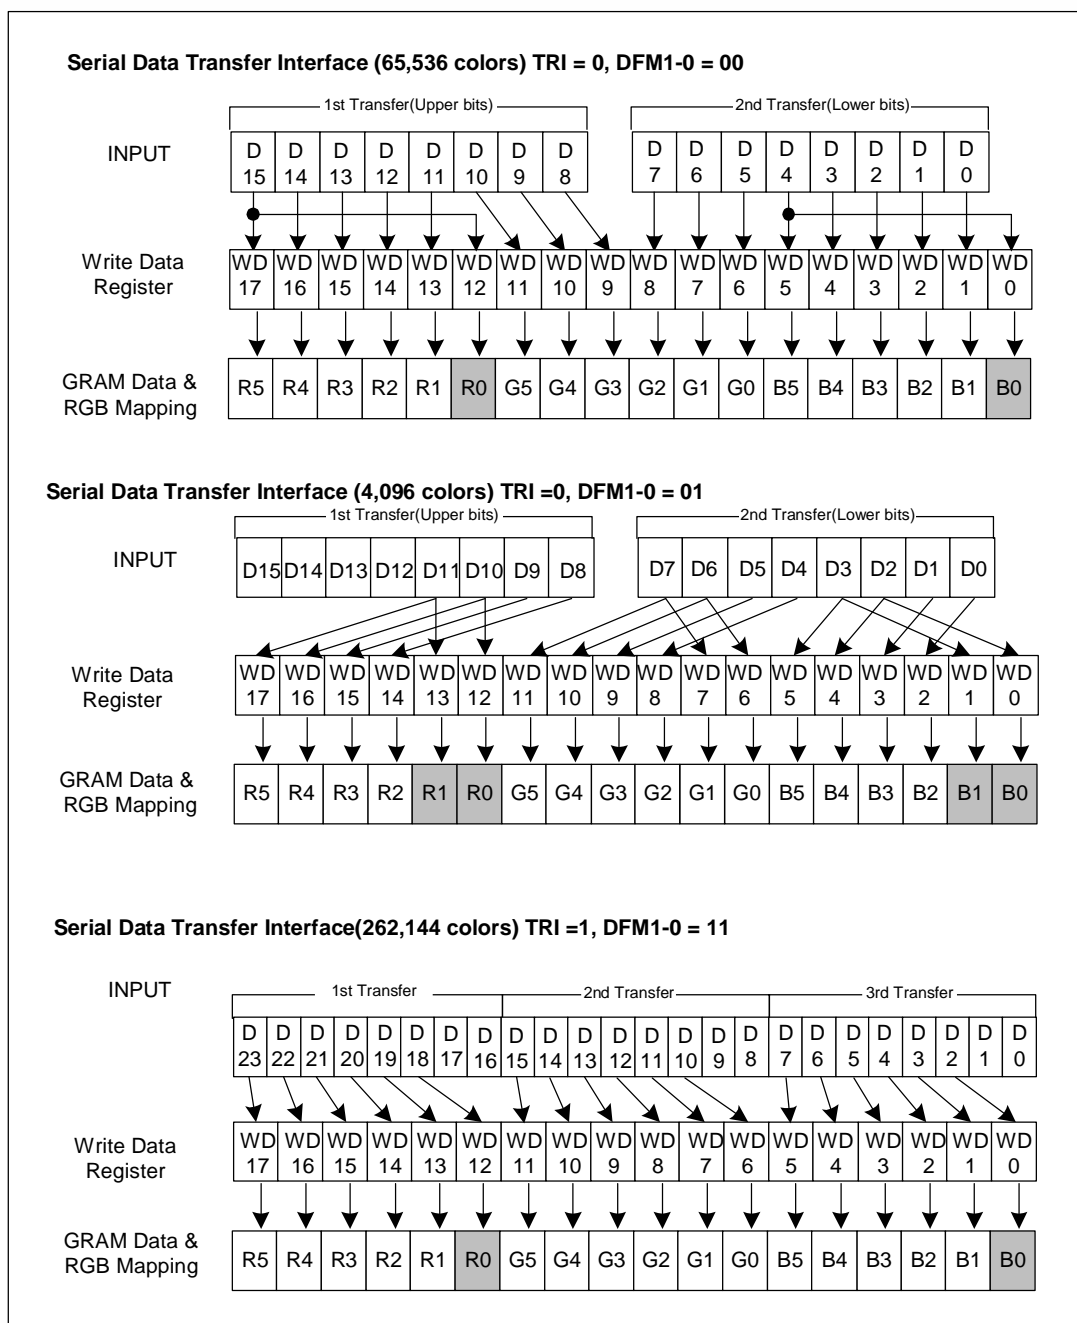 Serial Data Transfer Interface (65,536 colors) TRI = 0, DFM1-0 = 00
1st Transfer(Upper bits) 2nd Transfer(Lower bits)
INPUT
D D D D D D D D D D D D D D D D
15 14 13 12 11 10 9 8 7 6 5 4 3 2 1 0
Write Data
Register
WD WD WD WD WD WD WD WD WD WD WD WD WD WD WD WD WD WD
17 16 15 14 13 12 11 10 9 8 7 6 5 4 3 2 1 0
GRAM Data &
RGB Mapping
R5 R4 R3 R2 R1 R0 G5 G4 G3 G2 G1 G0 B5 B4 B3 B2 B1 B0
Serial Data Transfer Interface (4,096 colors) TRI =0, DFM1-0 = 01
1st Transfer(Upper bits) 2nd Transfer(Lower bits)
INPUT
D15 D14 D13 D12 D11 D10 D9 D8 D7 D6 D5 D4 D3 D2 D1 D0
Write Data
Register
WD WD WD WD WD WD WD WD WD WD WD WD WD WD WD WD WD WD
17 16 15 14 13 12 11 10 9 8 7 6 5 4 3 2 1 0
GRAM Data &
RGB Mapping
R5 R4 R3 R2 R1 R0 G5 G4 G3 G2 G1 G0 B5 B4 B3 B2 B1 B0
Serial Data Transfer Interface(262,144 colors) TRI =1, DFM1-0 = 11
INPUT
1st Transfer 2nd Transfer 3rd Transfer
D D D D D D D D D D D D D D D D D D D D D D D D
23 22 21 20 19 18 17 16 15 14 13 12 11 10 9 8 7 6 5 4 3 2 1 0
Write Data
Register
WD WD WD WD WD WD WD WD WD WD WD WD WD WD WD WD WD WD
17 16 15 14 13 12 11 10 9 8 7 6 5 4 3 2 1 0
GRAM Data &
RGB Mapping
R5 R4 R3 R2 R1 R0 G5 G4 G3 G2 G1 G0 B5 B4 B3 B2 B1 B0